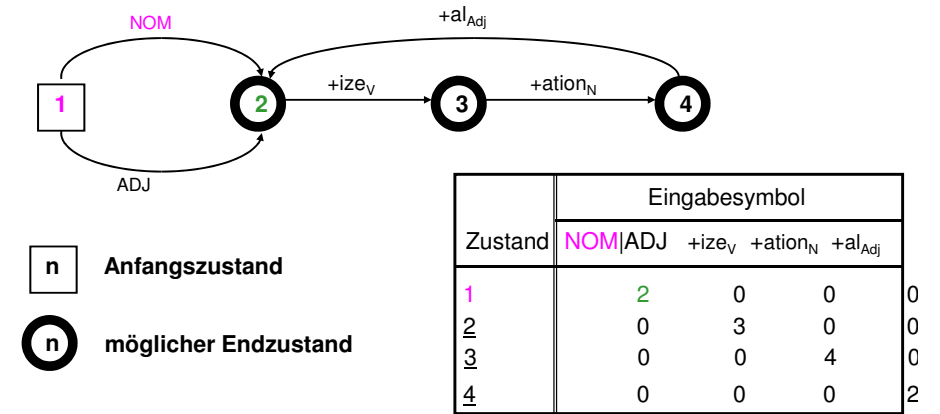 NOM
+al_Adj
1
2
+ize_V
3
+ation_N
4
ADJ
n Anfangszustand
n möglicher Endzustand
Eingabesymbol
Zustand NOM|ADJ +ize_V +ation_N +al_Adj
1 2 0 0 0
2 0 3 0 0
3 0 0 4 0
4 0 0 0 2